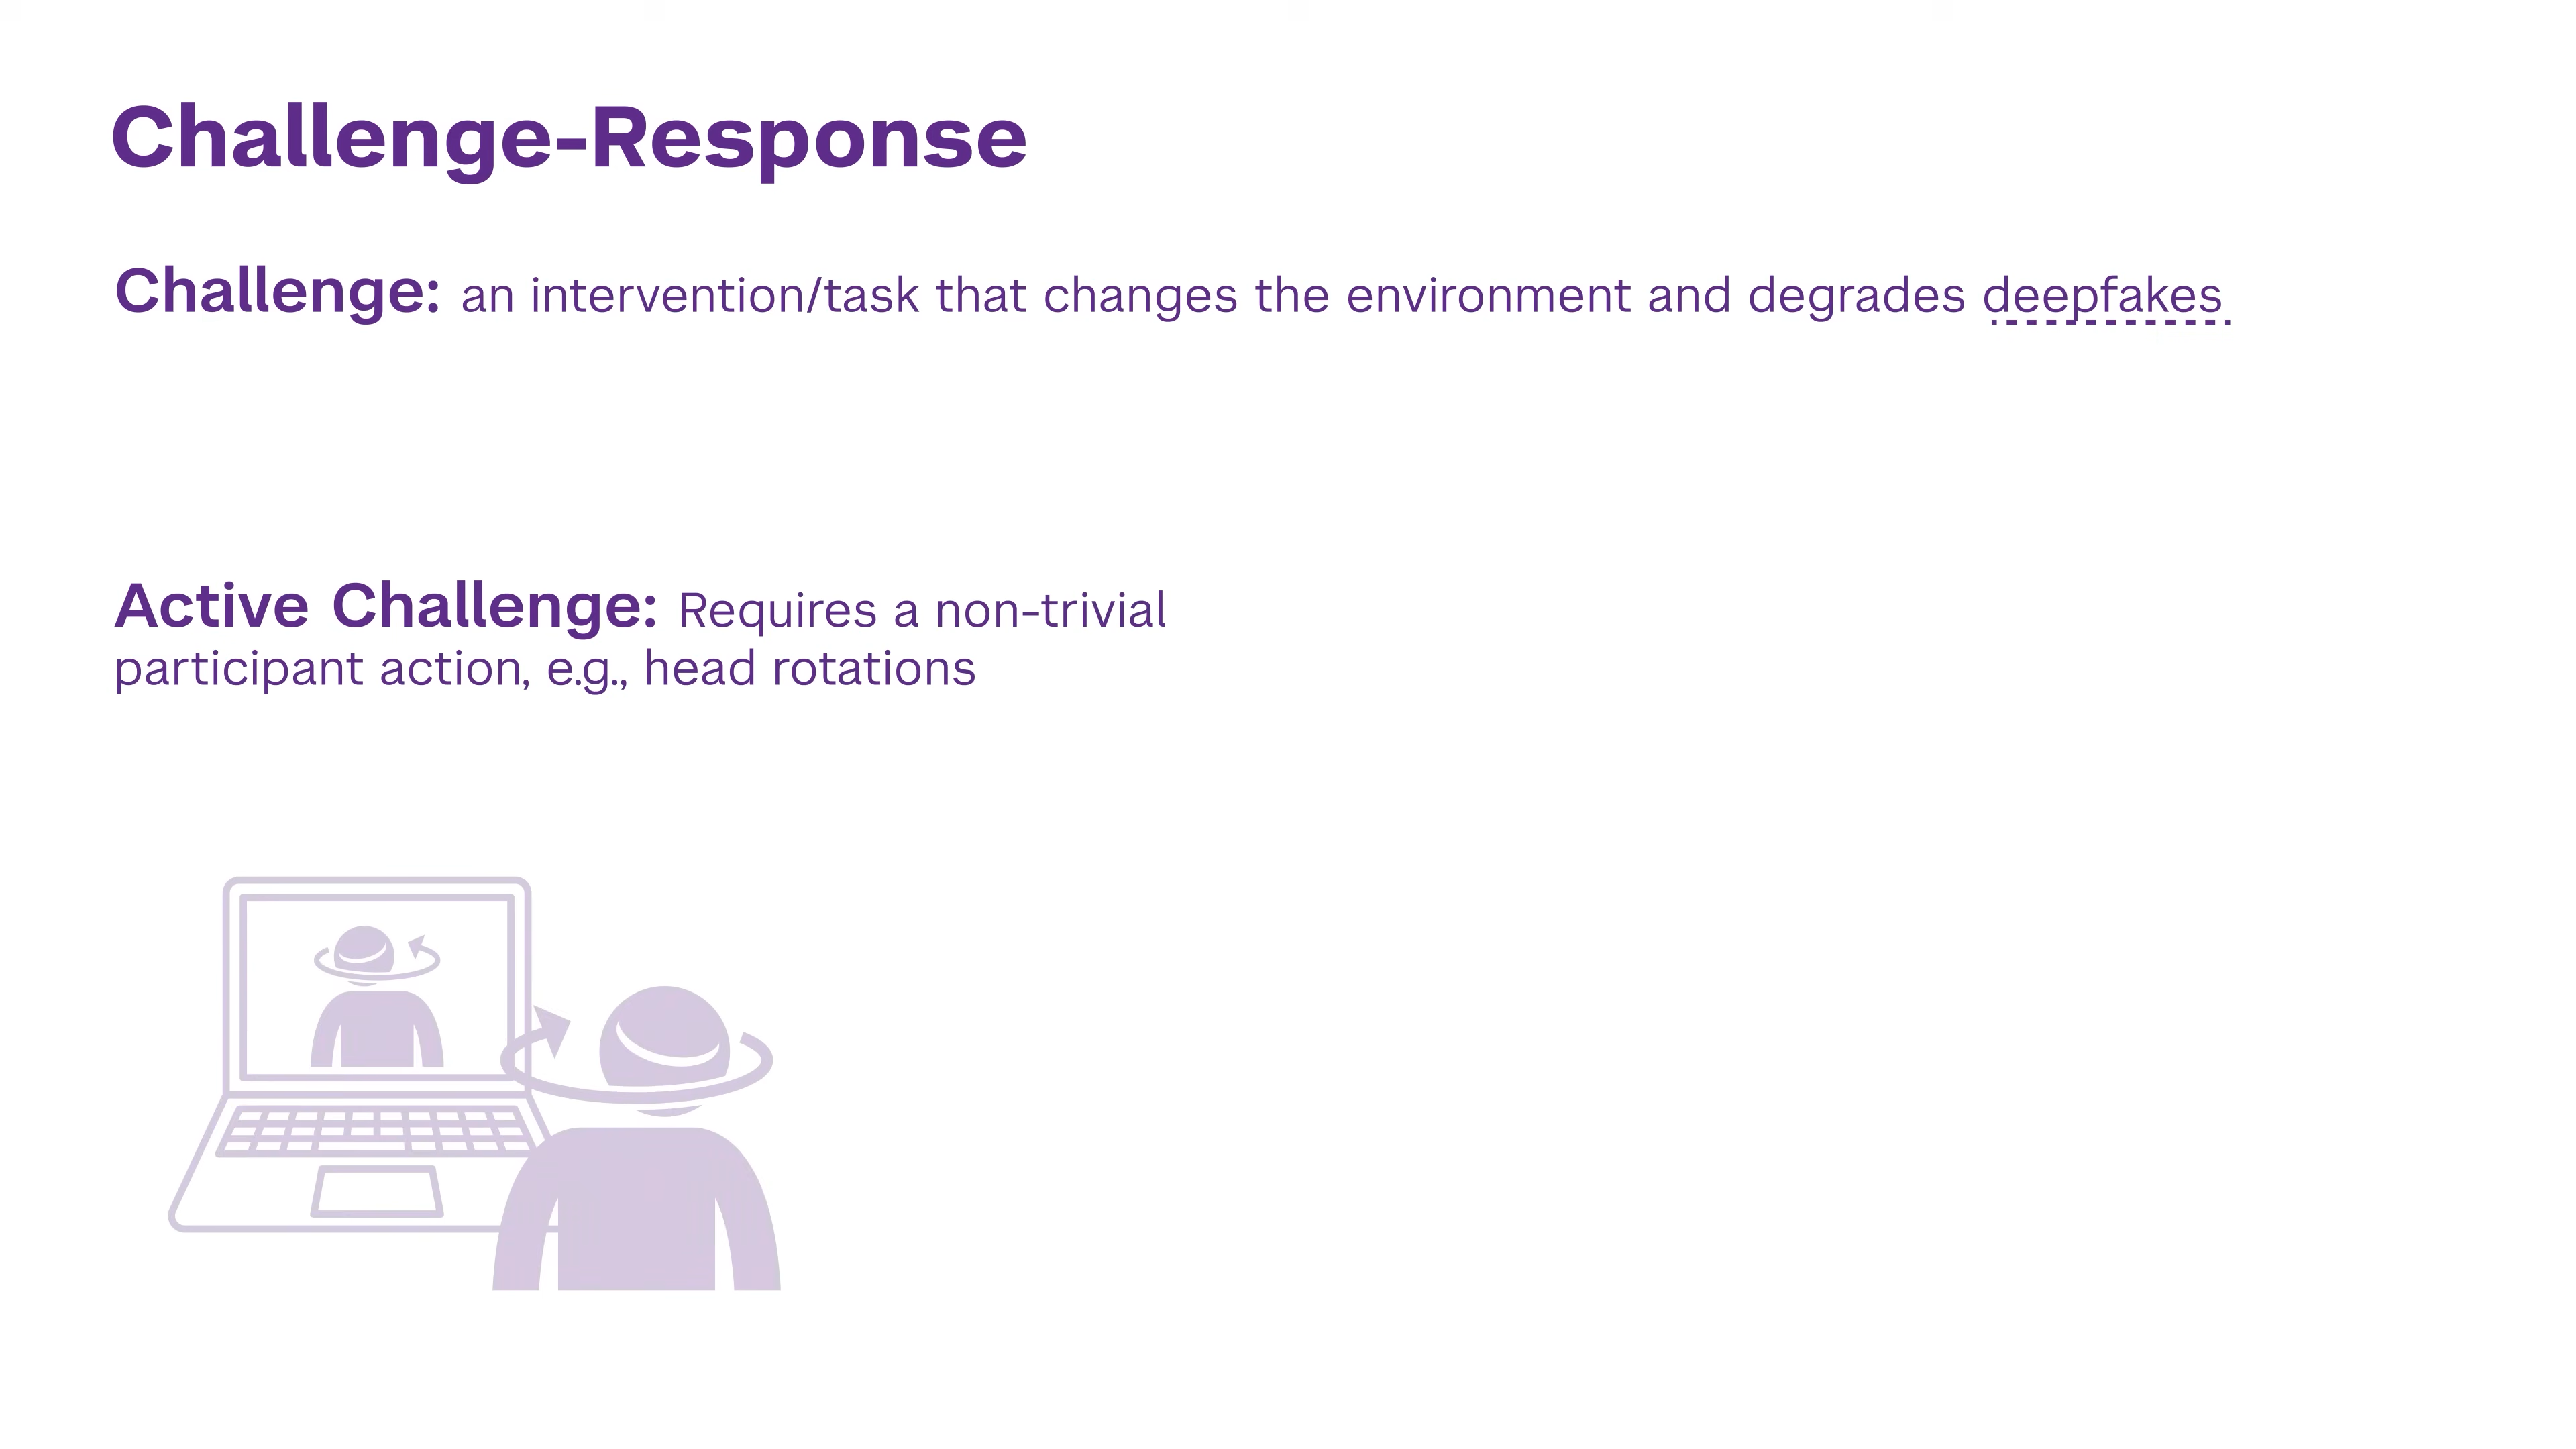 Challenge-Response
Challenge: an intervention/task that changes the environment and degrades deepfakes
Active Challenge: Requires a non-trivial
participant action, e.g., head rotations